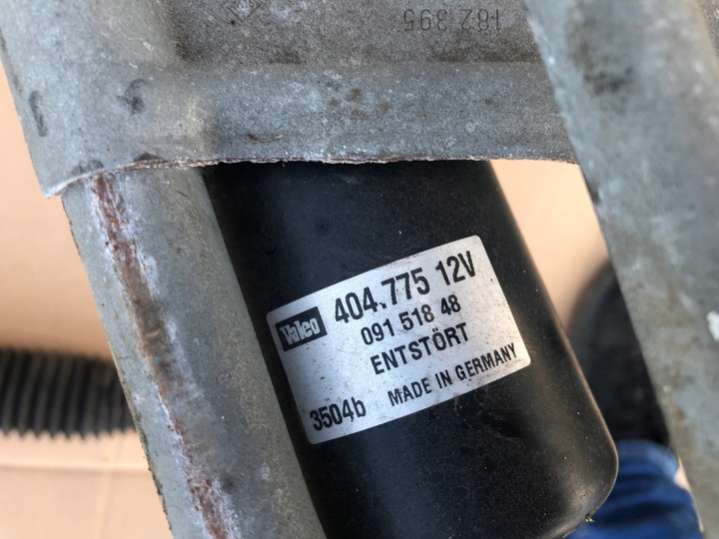 182 395
Valeo 404.775 12V
091 518 48
ENTSTÖRT
3504b MADE IN GERMANY